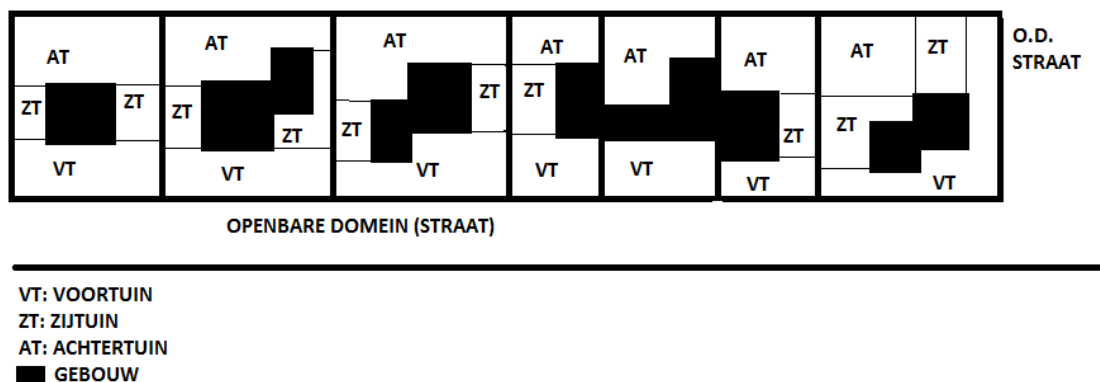 AT AT AT AT AT AT AT ZT O.D.
STRAAT
ZT ZT ZT ZT ZT ZT ZT ZT ZT
VT VT VT VT VT VT VT
OPENBARE DOMEIN (STRAAT)
VT: VOORTUIN
ZT: ZIJTUIN
AT: ACHTERTUIN
GEBOUW